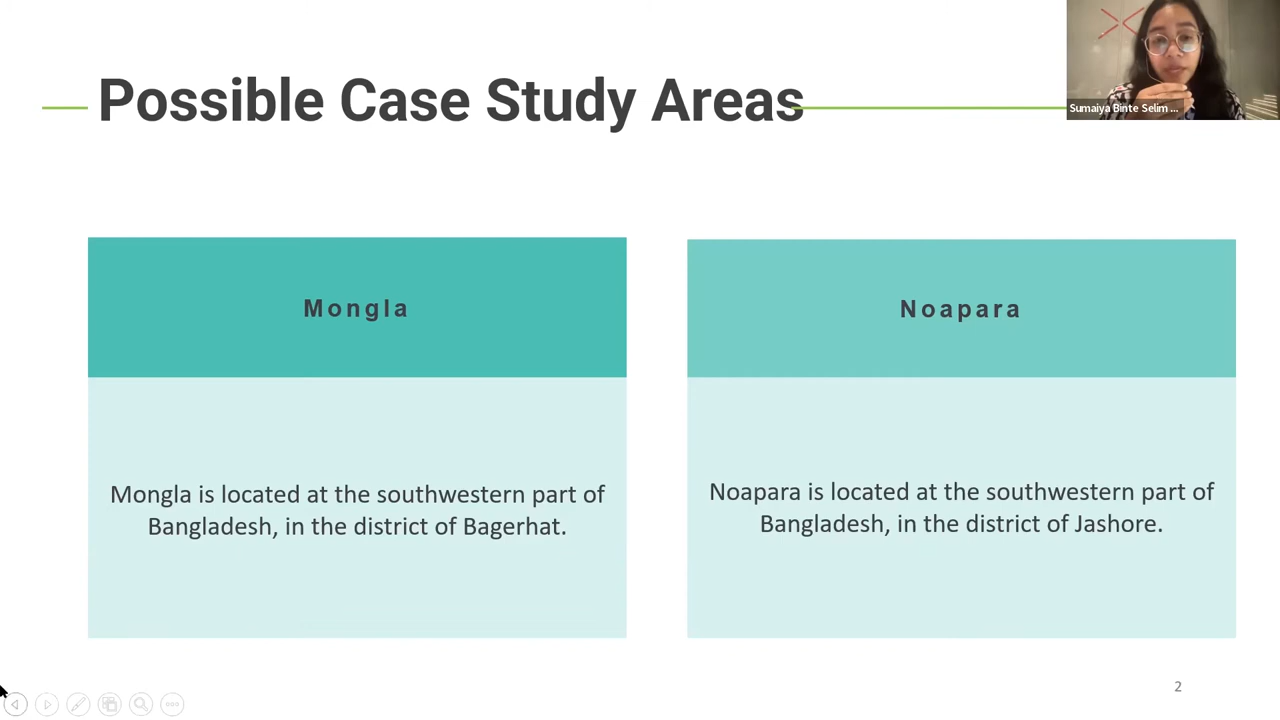 Possible Case Study Areas
Sumaiya Binte Selim ...
Mongla
Noapara
Mongla is located at the southwestern part of
Bangladesh, in the district of Bagerhat.
Noapara is located at the southwestern part of
Bangladesh, in the district of Jashore.
2